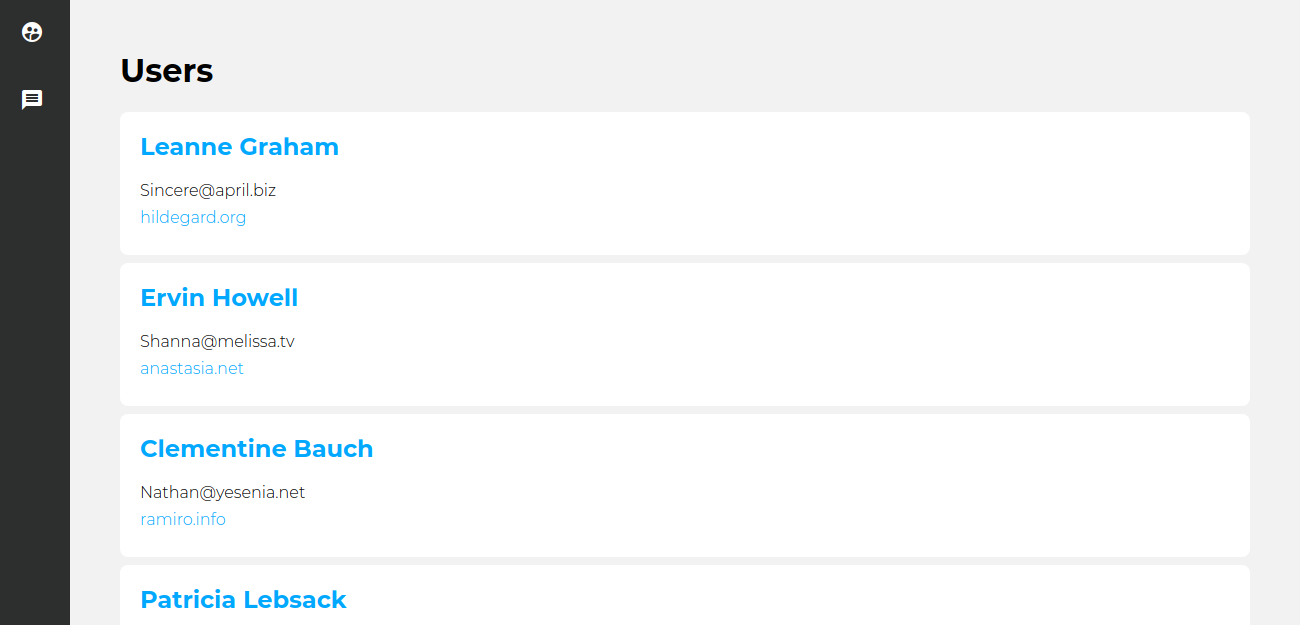 Users
Leanne Graham
Sincere@april.biz
hildegard.org
Ervin Howell
Shanna@melissa.tv
anastasia.net
Clementine Bauch
Nathan@yesenia.net
ramiro.info
Patricia Lebsack